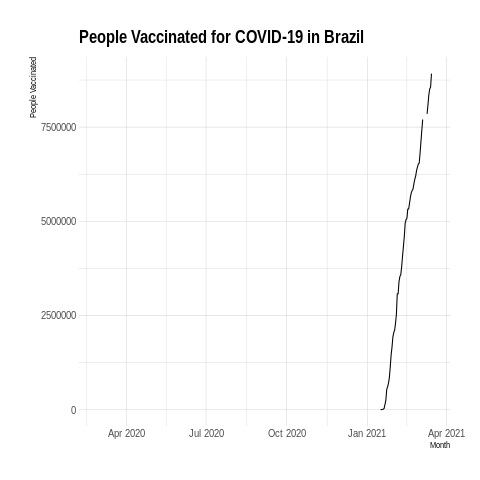 People Vaccinated for COVID-19 in Brazil
People Vaccinated
7500000
5000000
2500000
0
Apr 2020 Jul 2020 Oct 2020 Jan 2021 Apr 2021
Month